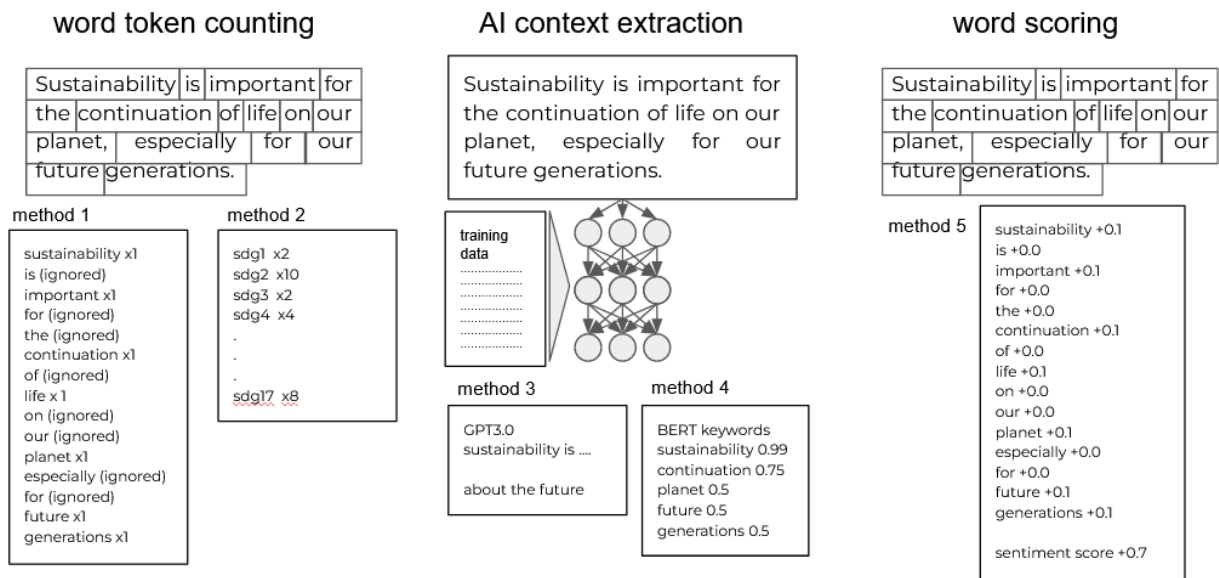 word token counting
Sustainability is important for
the continuation of life on our
planet, especially for our
future generations.
method 1
sustainability x1
is (ignored)
important x1
for (ignored)
the (ignored)
continuation x1
of (ignored)
life x 1
on (ignored)
our (ignored)
planet x1
especially (ignored)
for (ignored)
future x1
generations x1
method 2
sdg1 x2
sdg2 x10
sdg3 x2
sdg4 x4
.
.
.
sdg17 x8
AI context extraction
Sustainability is important for
the continuation of life on our
planet, especially for our
future generations.
training
data
method 3
GPT3.0
sustainability is ....
about the future
method 4
BERT keywords
sustainability 0.99
continuation 0.75
planet 0.5
future 0.5
generations 0.5
word scoring
Sustainability is important for
the continuation of life on our
planet, especially for our
future generations.
method 5
sustainability +0.1
is +0.0
important +0.1
for +0.0
the +0.0
continuation +0.1
of +0.0
life +0.1
on +0.0
our +0.0
planet +0.1
especially +0.0
for +0.0
future +0.1
generations +0.1
sentiment score +0.7